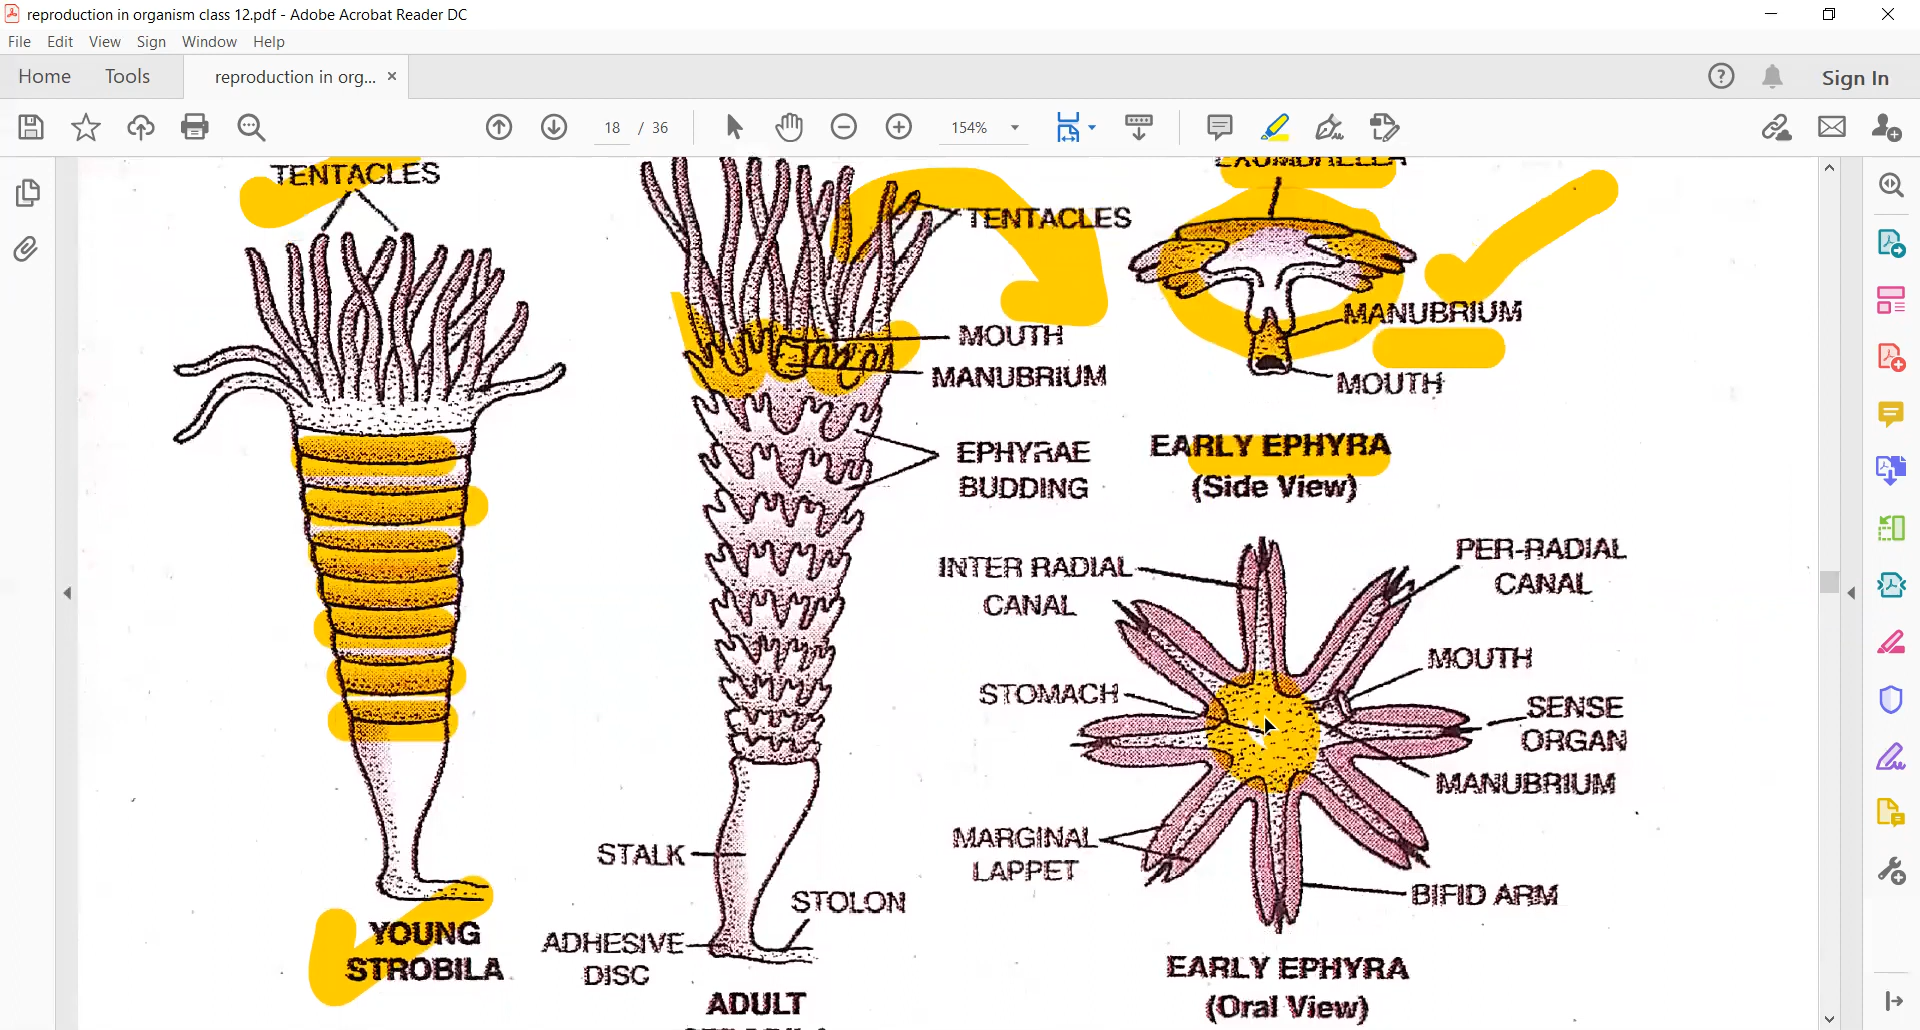 reproduction in organism class 12.pdf - Adobe Acrobat Reader DC
File Edit View Sign Window Help
Home Tools reproduction in org... × Sign In
18 / 36 154%
TENTACLES
TENTACLES
MOUTH
MANUBRIUM
EPHYRAE
BUDDING
EXUMBRELLA
MANUBRIUM
MOUTH
EARLY EPHYRA
(Side View)
INTER RADIAL
CANAL
PER-RADIAL
CANAL
MOUTH
STOMACH
SENSE
ORGAN
MANUBRIUM
MARGINAL
LAPPET
BIFID ARM
EARLY EPHYRA
(Oral View)
STALK
STOLON
ADHESIVE
DISC
YOUNG
STROBILA
ADULT